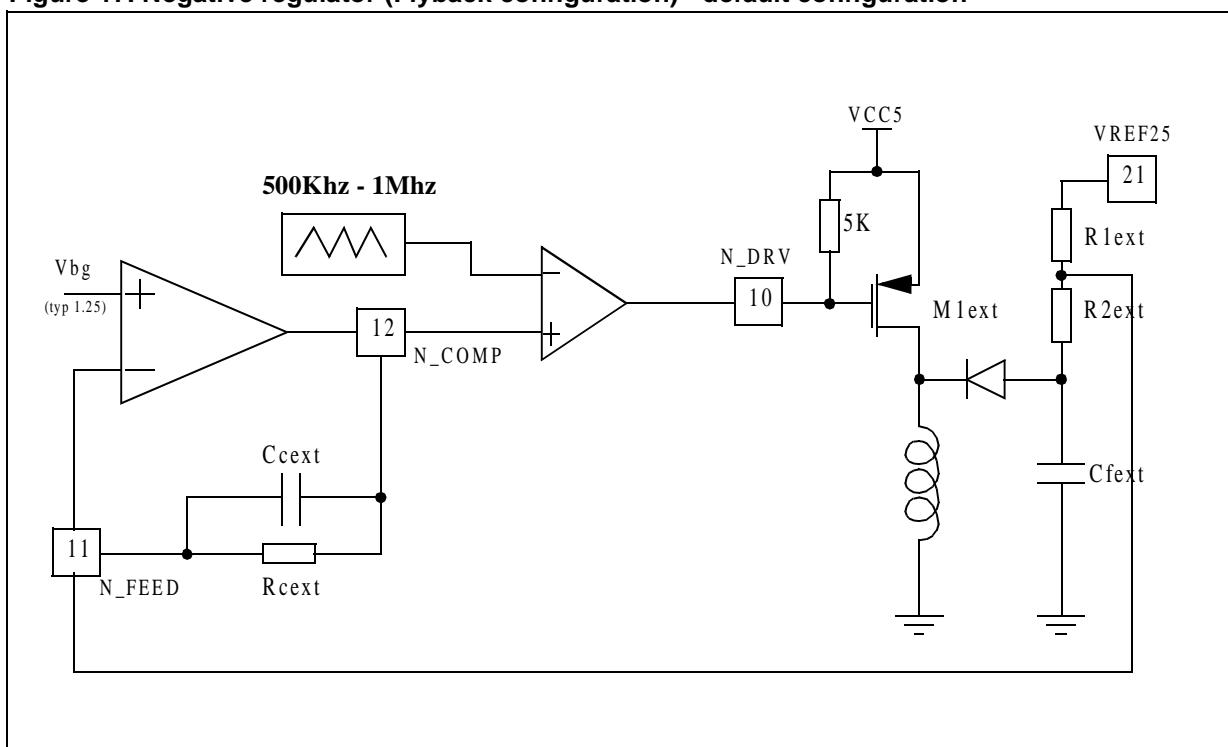 Figure Negative regulator (Flyback configuration) - default configuration
VCC5
VREF25
21
500Khz - 1Mhz
5K
R1ext
Vbg
(typ 1.25)
N_DRV
10
M1ext
R2ext
12
N_COMP
Ccext
Cfext
11
N_FEED
Rcext